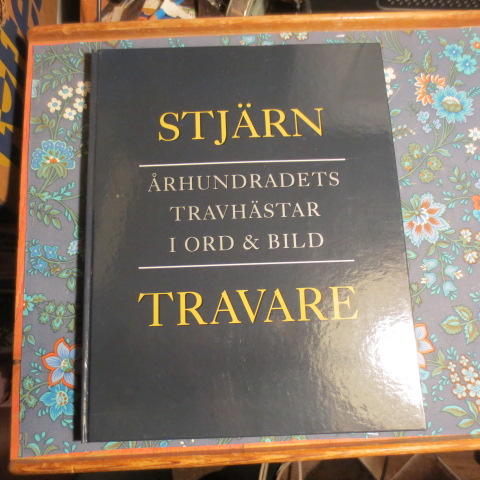 STJÄRN
ÅRHUNDRADETS
TRAVHÄSTAR
I ORD & BILD
TRAVARE